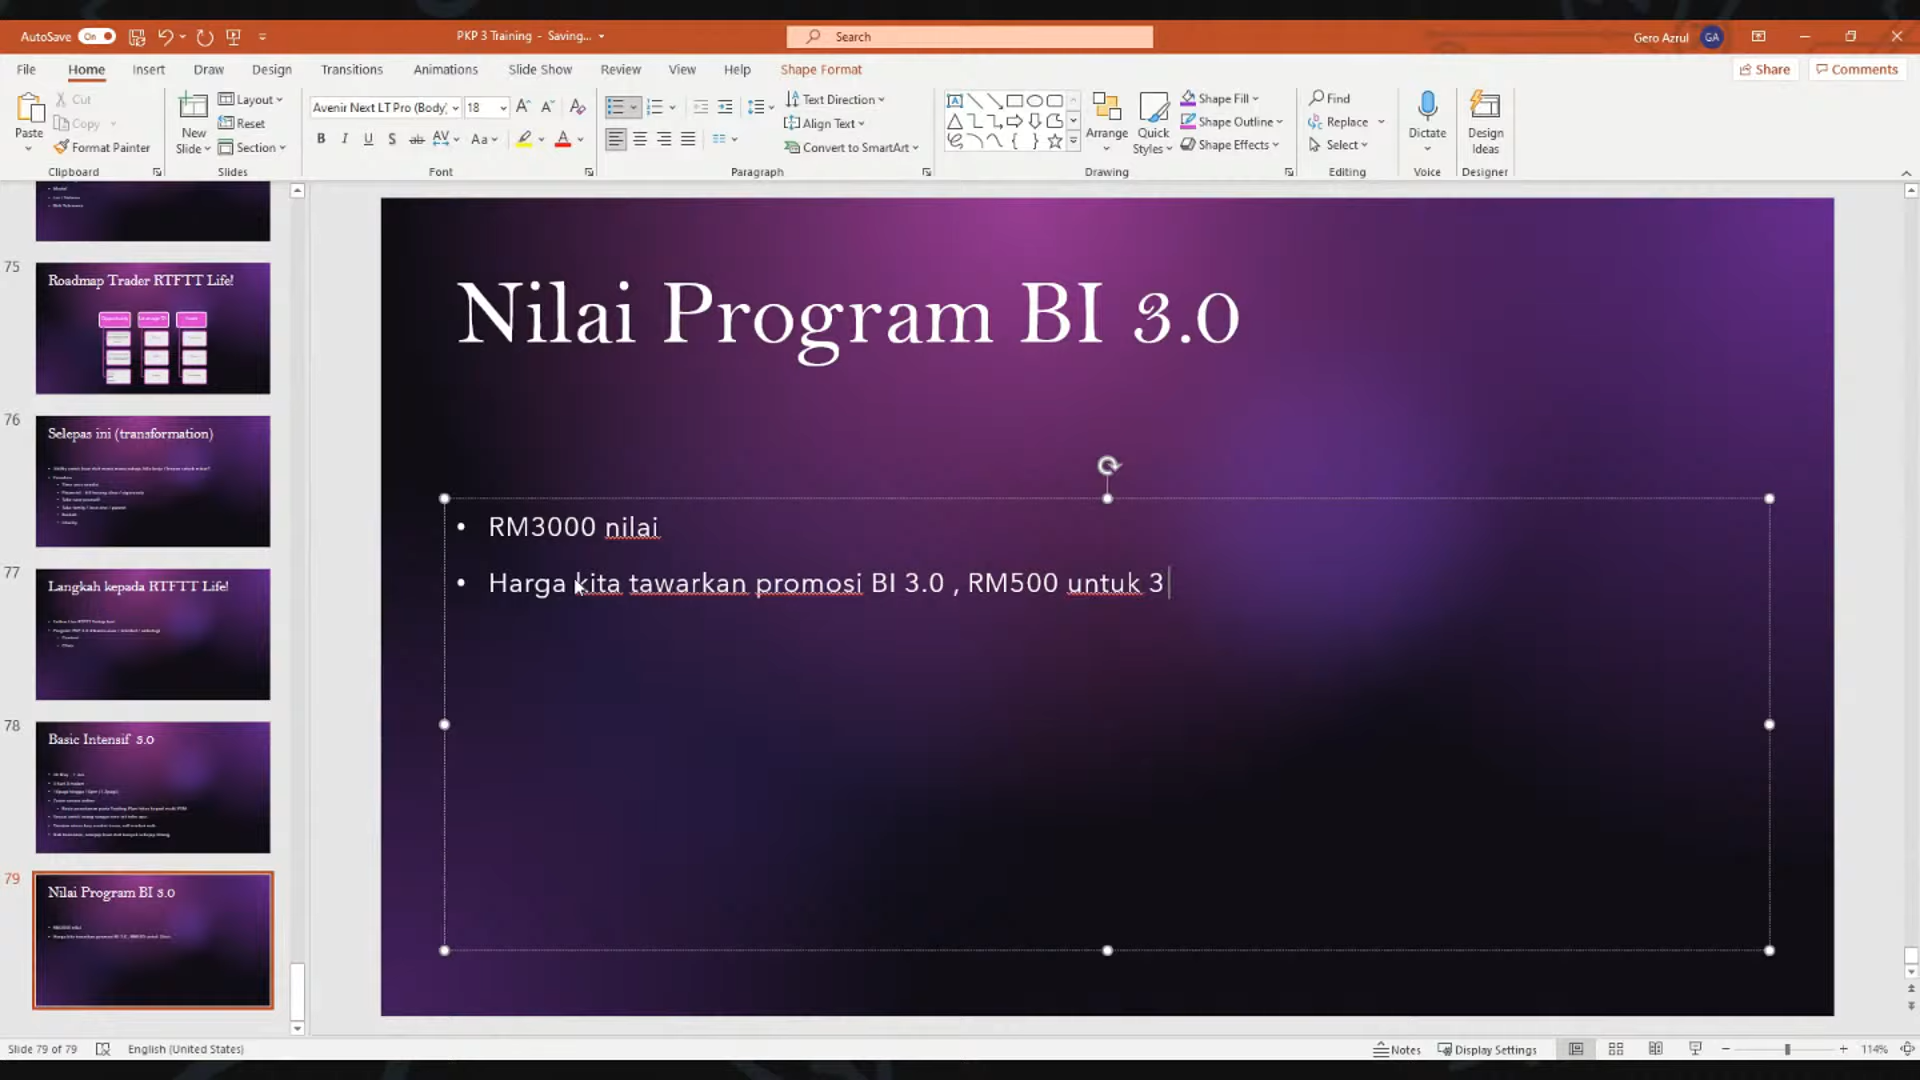 AutoSave On PKP 3 Training - Saving... Search Gero Azrul GA
File Home Insert Draw Design Transitions Animations Slide Show Review View Help Shape Format Share Comments
Paste Cut Copy Format Painter
Clipboard
New Slide Layout Reset Section
Slides
Avenir Next LT Pro (Body) 18
B I U S ab AV Aa A
Font
Text Direction
Align Text
Convert to SmartArt
Paragraph
Arrange Quick Styles
Shape Fill
Shape Outline
Shape Effects
Drawing
Find
Replace
Select
Editing
Dictate
Voice
Design Ideas
Designer
75
Roadmap Trader RTFTT Life!
76
Selepas ini (transformation)
77
Langkah kepada RTFTT Life!
78
Basic Intensif 3.0
79
Nilai Program BI 3.0
Nilai Program BI 3.0
• RM3000 nilai
• Harga kita tawarkan promosi BI 3.0 , RM500 untuk 3
Slide 79 of 79 English (United States) Notes Display Settings 114%